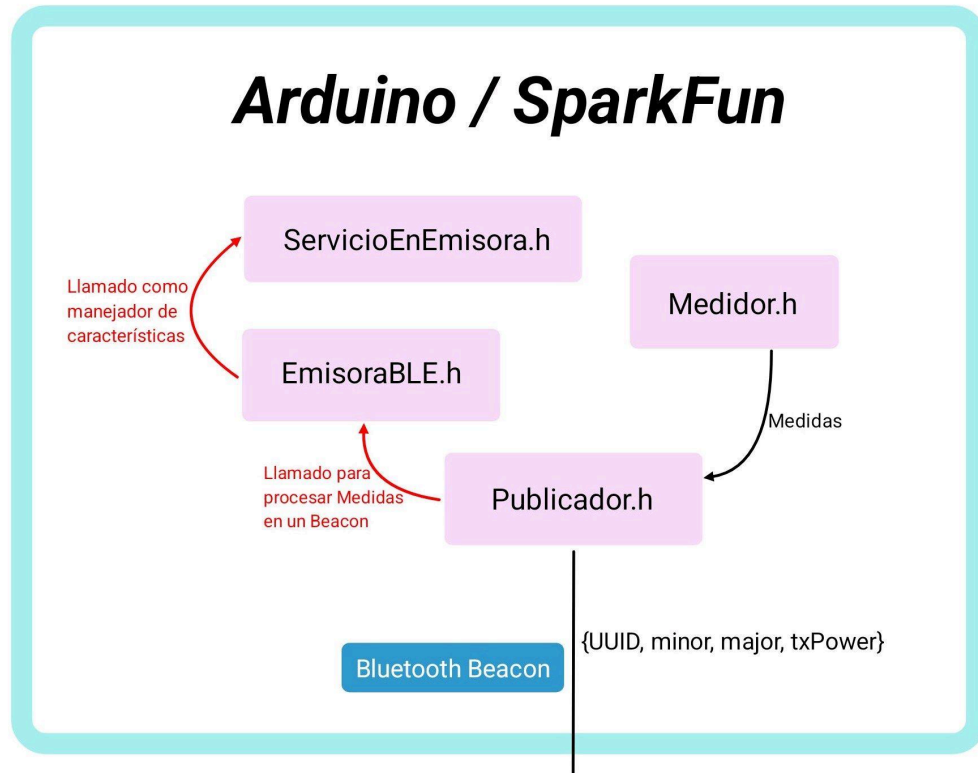 Arduino / SparkFun
ServicioEnEmisora.h
Llamado como
manejador de
características
Medidor.h
EmisoraBLE.h
Medidas
Llamado para
procesar Medidas
en un Beacon
Publicador.h
{UUID, minor, major, txPower}
Bluetooth Beacon